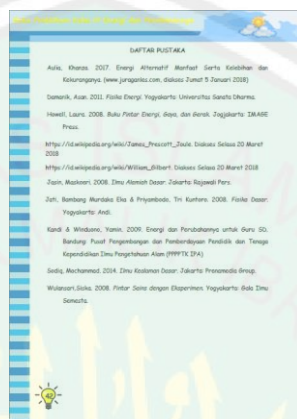 DAFTAR PUSTAKA
Aulia, Khanza. 2017. Energi Alternatif Manfaat Serta Kelebihan dan
Kekurangannya. (www.juraganles.com, diakses Jumat 5 Januari 2018)
Damanik, Asan. 2011. Fisika Energi. Yogyakarta: Universitas Sanata Dharma.
Howell, Laura. 2008. Buku Pintar Energi, Gaya, dan Gerak. Jogjakarta: IMAGE
Press.
https://id.wikipedia.org/wiki/James_Prescott_Joule. Diakses Selasa 20 Maret
2018
https://id.wikipedia.org/wiki/William_Gilbert. Diakses Selasa 20 Maret 2018
Jasin, Maskoeri. 2008. Ilmu Alamiah Dasar. Jakarta: Rajawali Pers.
Jati, Bambang Murdaka Eka & Priyambodo, Tri Kuntoro. 2008. Fisika Dasar.
Yogyakarta: Andi.
Kandi & Winduono, Yamin. 2009. Energi dan Perubahannya untuk Guru SD.
Bandung: Pusat Pengembangan dan Pemberdayaan Pendidik dan Tenaga
Kependidikan Ilmu Pengetahuan Alam (PPPPTK IPA)
Sodiq, Mochammad. 2014. Ilmu Kealaman Dasar. Jakarta: Prenamedia Group.
Wulansari, Siska. 2008. Pintar Sains dengan Eksperimen. Yogyakarta: Gala Ilmu
Semesta.
42